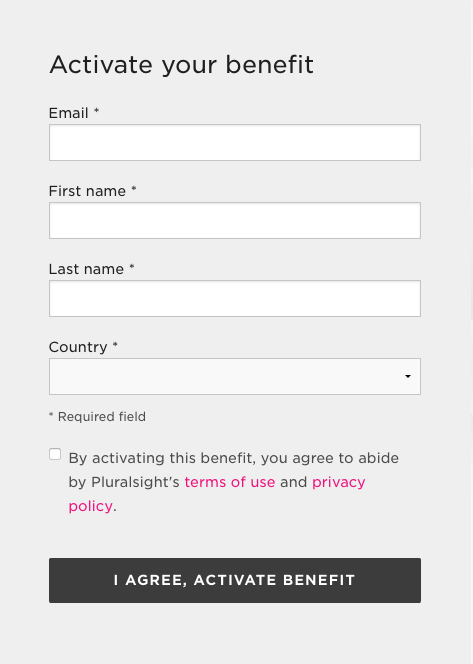 Activate your benefit
Email *
First name *
Last name *
Country *
* Required field
By activating this benefit, you agree to abide
by Pluralsight's terms of use and privacy
policy.
I AGREE, ACTIVATE BENEFIT